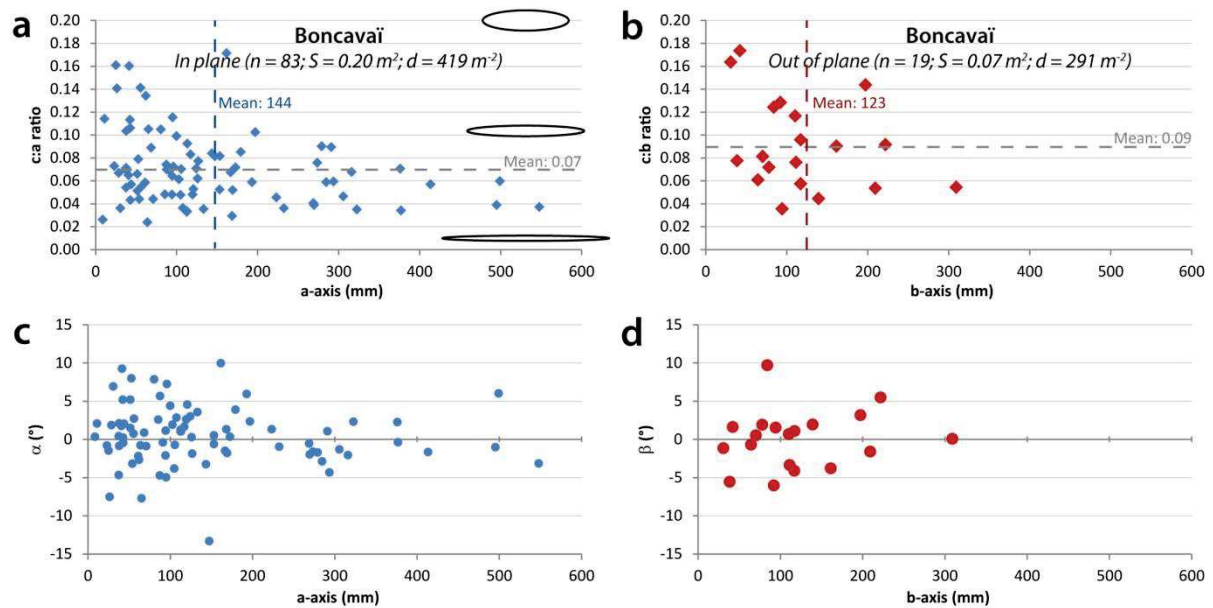 a
Boncavaï
In plane (n = 83; S = 0.20 m²; d = 419 m⁻²)
0.20
0.18
0.16
0.14
0.12
0.10
0.08
0.06
0.04
0.02
0.00
c:a ratio
Mean: 144
Mean: 0.07
0 100 200 300 400 500 600
a-axis (mm)
b
Boncavaï
Out of plane (n = 19; S = 0.07 m²; d = 291 m⁻²)
0.20
0.18
0.16
0.14
0.12
0.10
0.08
0.06
0.04
0.02
0.00
c:b ratio
Mean: 123
Mean: 0.09
0 100 200 300 400 500 600
b-axis (mm)
c
15
10
5
0
-5
-10
-15
α (°)
0 100 200 300 400 500 600
a-axis (mm)
d
15
10
5
0
-5
-10
-15
β (°)
0 100 200 300 400 500 600
b-axis (mm)